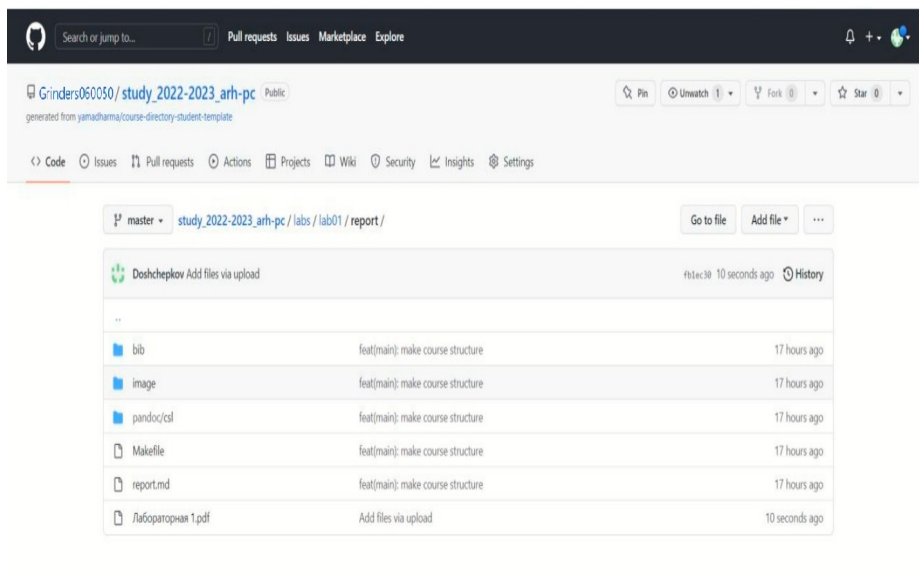 Search or jump to... / Pull requests Issues Marketplace Explore
Grinders060050 / study_2022-2023_arh-pc Public Pin Unwatch 1 Fork 0 Star 0
generated from yamadharma/course-directory-student-template
Code Issues Pull requests Actions Projects Wiki Security Insights Settings
master study_2022-2023_arh-pc / labs / lab01 / report / Go to file Add file ...
Doshchepkov Add files via upload fb1ec30 10 seconds ago History
..
bib feat(main): make course structure 17 hours ago
image feat(main): make course structure 17 hours ago
pandoc/csl feat(main): make course structure 17 hours ago
Makefile feat(main): make course structure 17 hours ago
report.md feat(main): make course structure 17 hours ago
Лабораторная 1.pdf Add files via upload 10 seconds ago